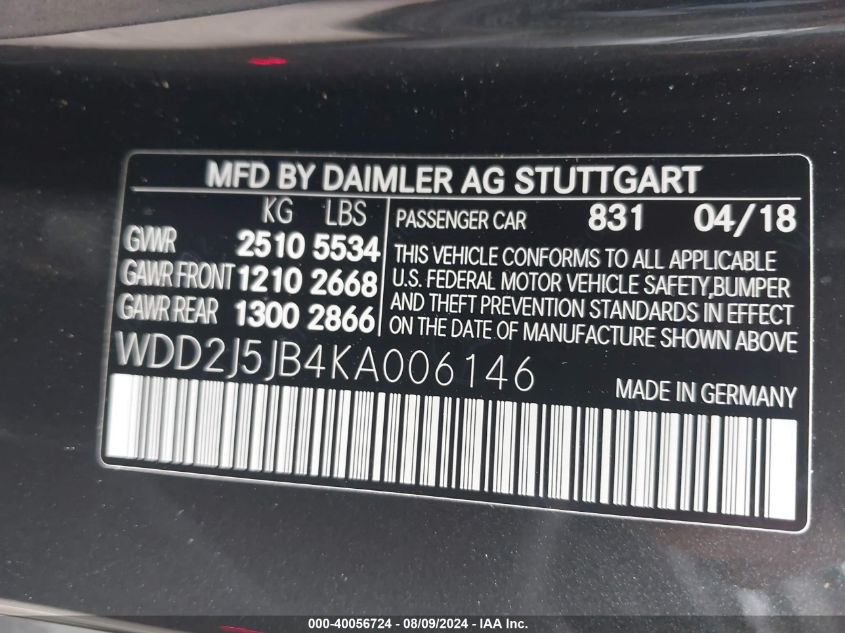 MFD BY DAIMLER AG STUTTGART
KG LBS
GVWR 2510 5534
GAWR FRONT 1210 2668
GAWR REAR 1300 2866
PASSENGER CAR 831 04/18
THIS VEHICLE CONFORMS TO ALL APPLICABLE
U.S. FEDERAL MOTOR VEHICLE SAFETY,BUMPER
AND THEFT PREVENTION STANDARDS IN EFFECT
ON THE DATE OF MANUFACTURE SHOWN ABOVE
WDD2J5JB4KA006146
MADE IN GERMANY
000-40056724 - 08/09/2024 - IAA Inc.